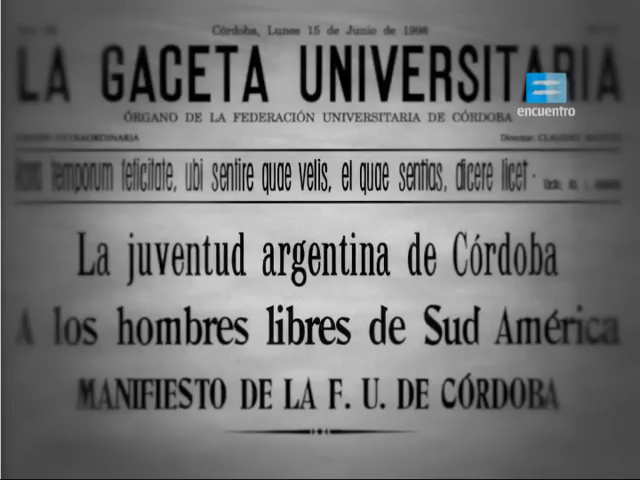 Córdoba, Lunes 15 de Junio de 1998
LA GACETA UNIVERSITARIA
encuentro
ÓRGANO DE LA FEDERACIÓN UNIVERSITARIA DE CÓRDOBA
temporum felicitate, ubi sentire quae velis, el quae sentias, dicere licet
La juventud argentina de Córdoba
A los hombres libres de Sud América
MANIFIESTO DE LA F. U. DE CÓRDOBA